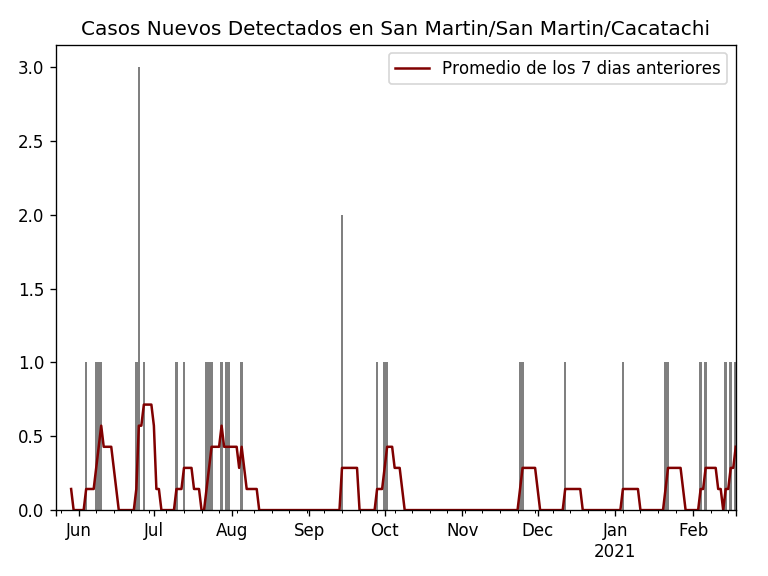 Casos Nuevos Detectados en San Martin/San Martin/Cacatachi
Promedio de los 7 dias anteriores
3.0
2.5
2.0
1.5
1.0
0.5
0.0
Jun Jul Aug Sep Oct Nov Dec Jan Feb
2021